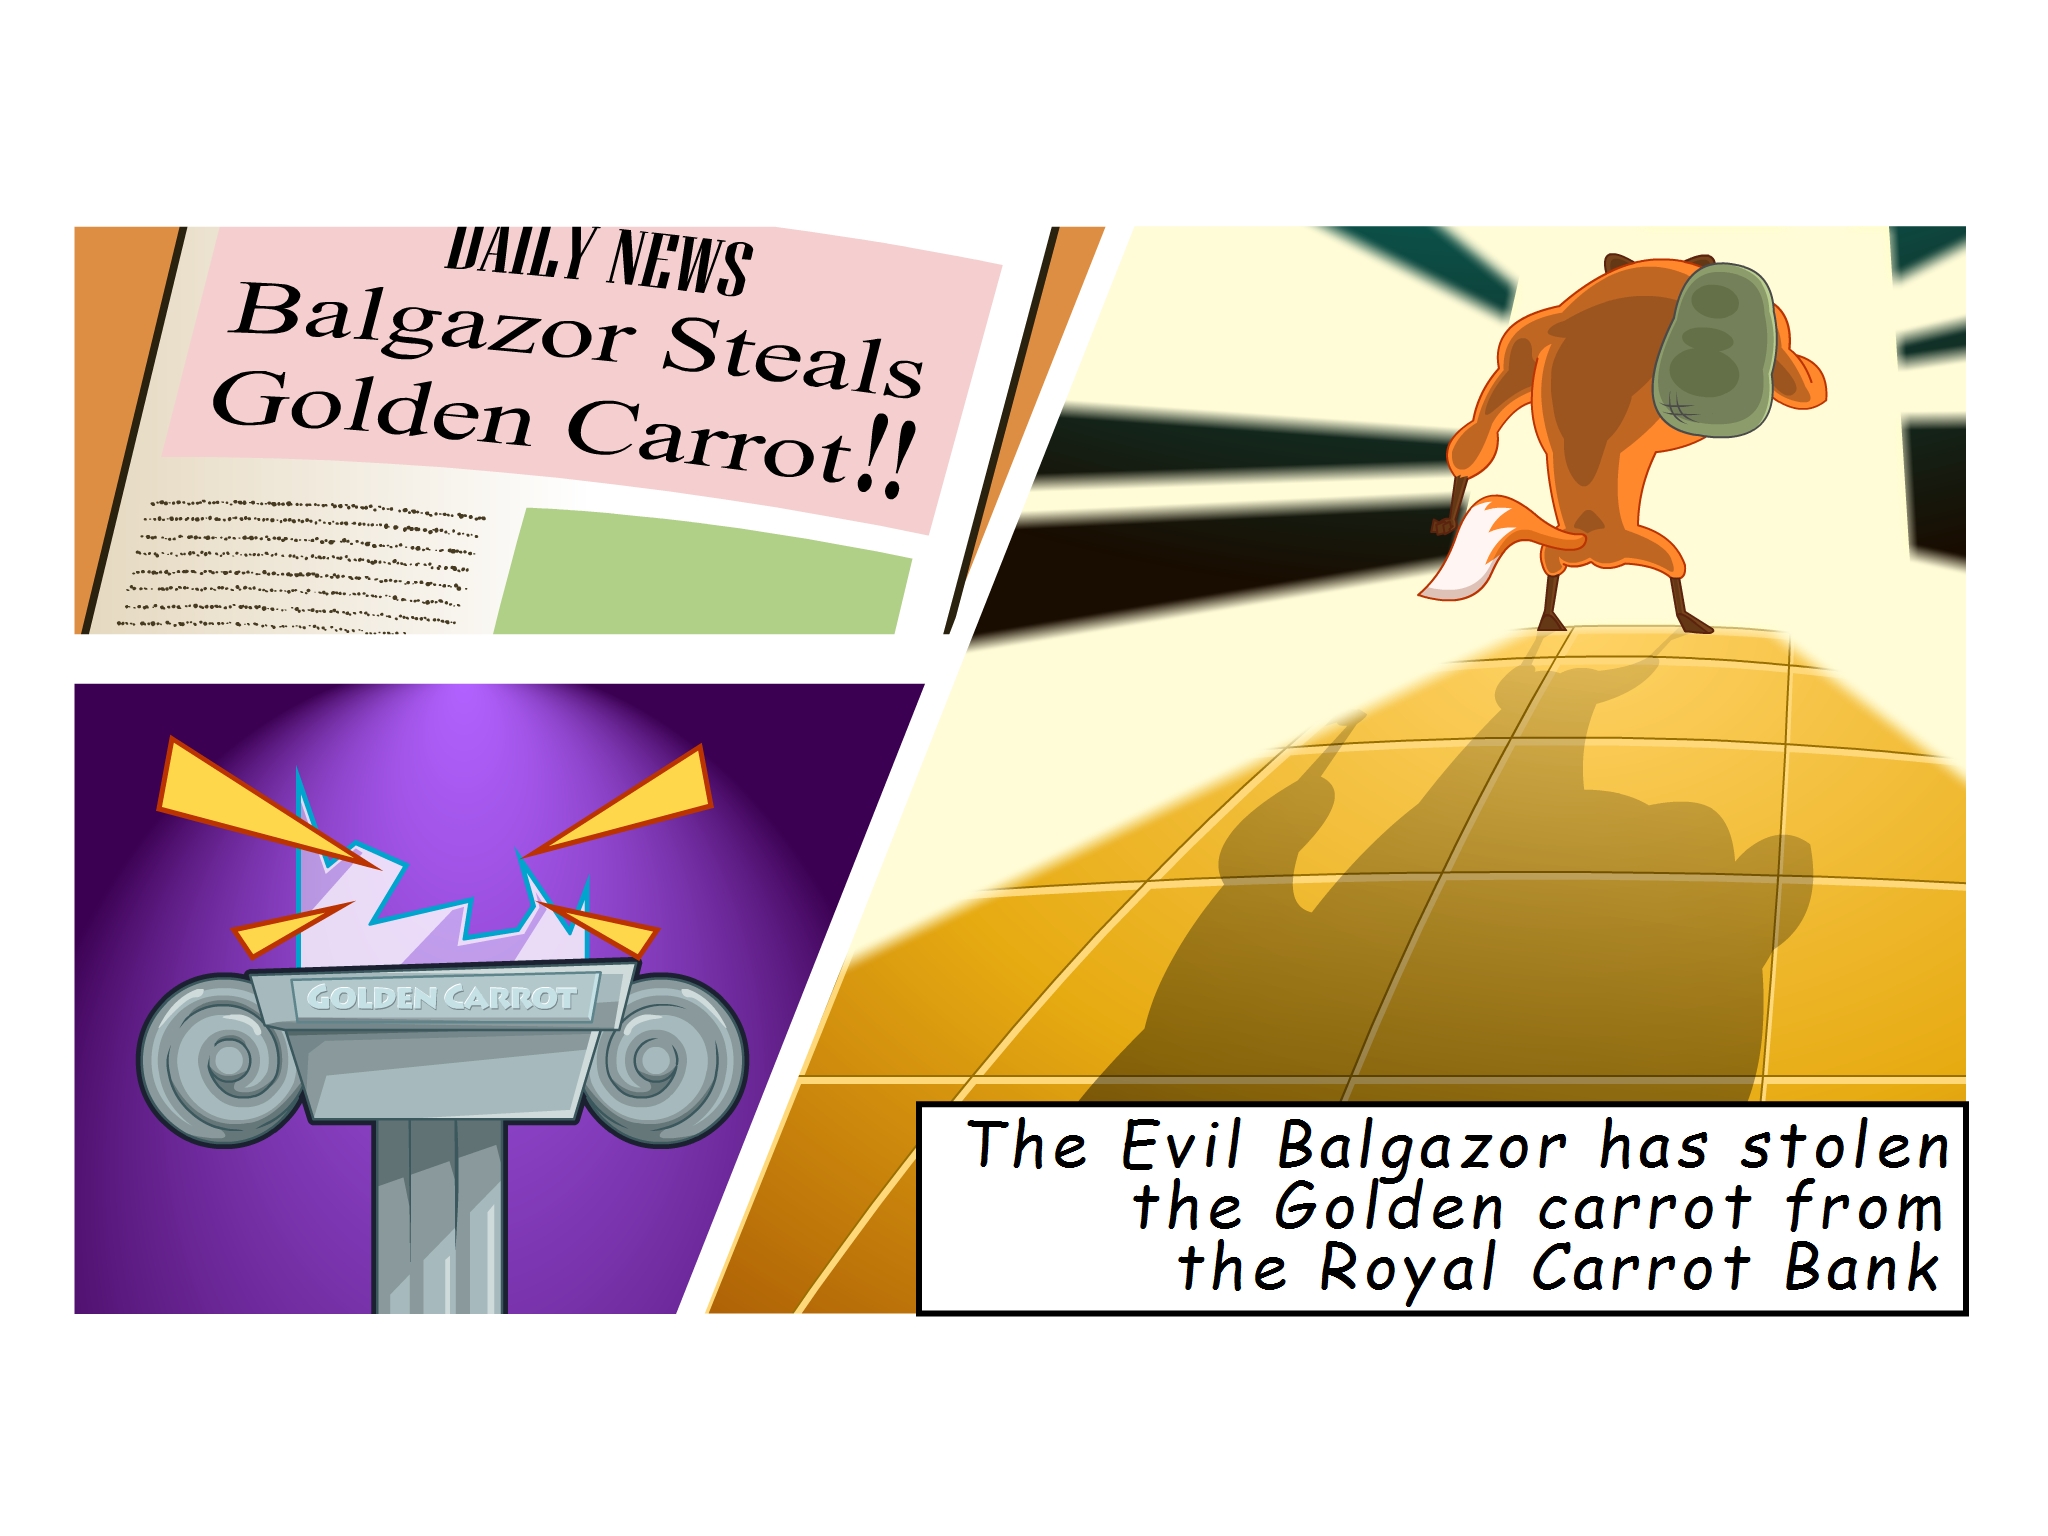 DAILY NEWS
Balgazor Steals
Golden Carrot!!
GOLDEN CARROT
The Evil Balgazor has stolen
the Golden carrot from
the Royal Carrot Bank